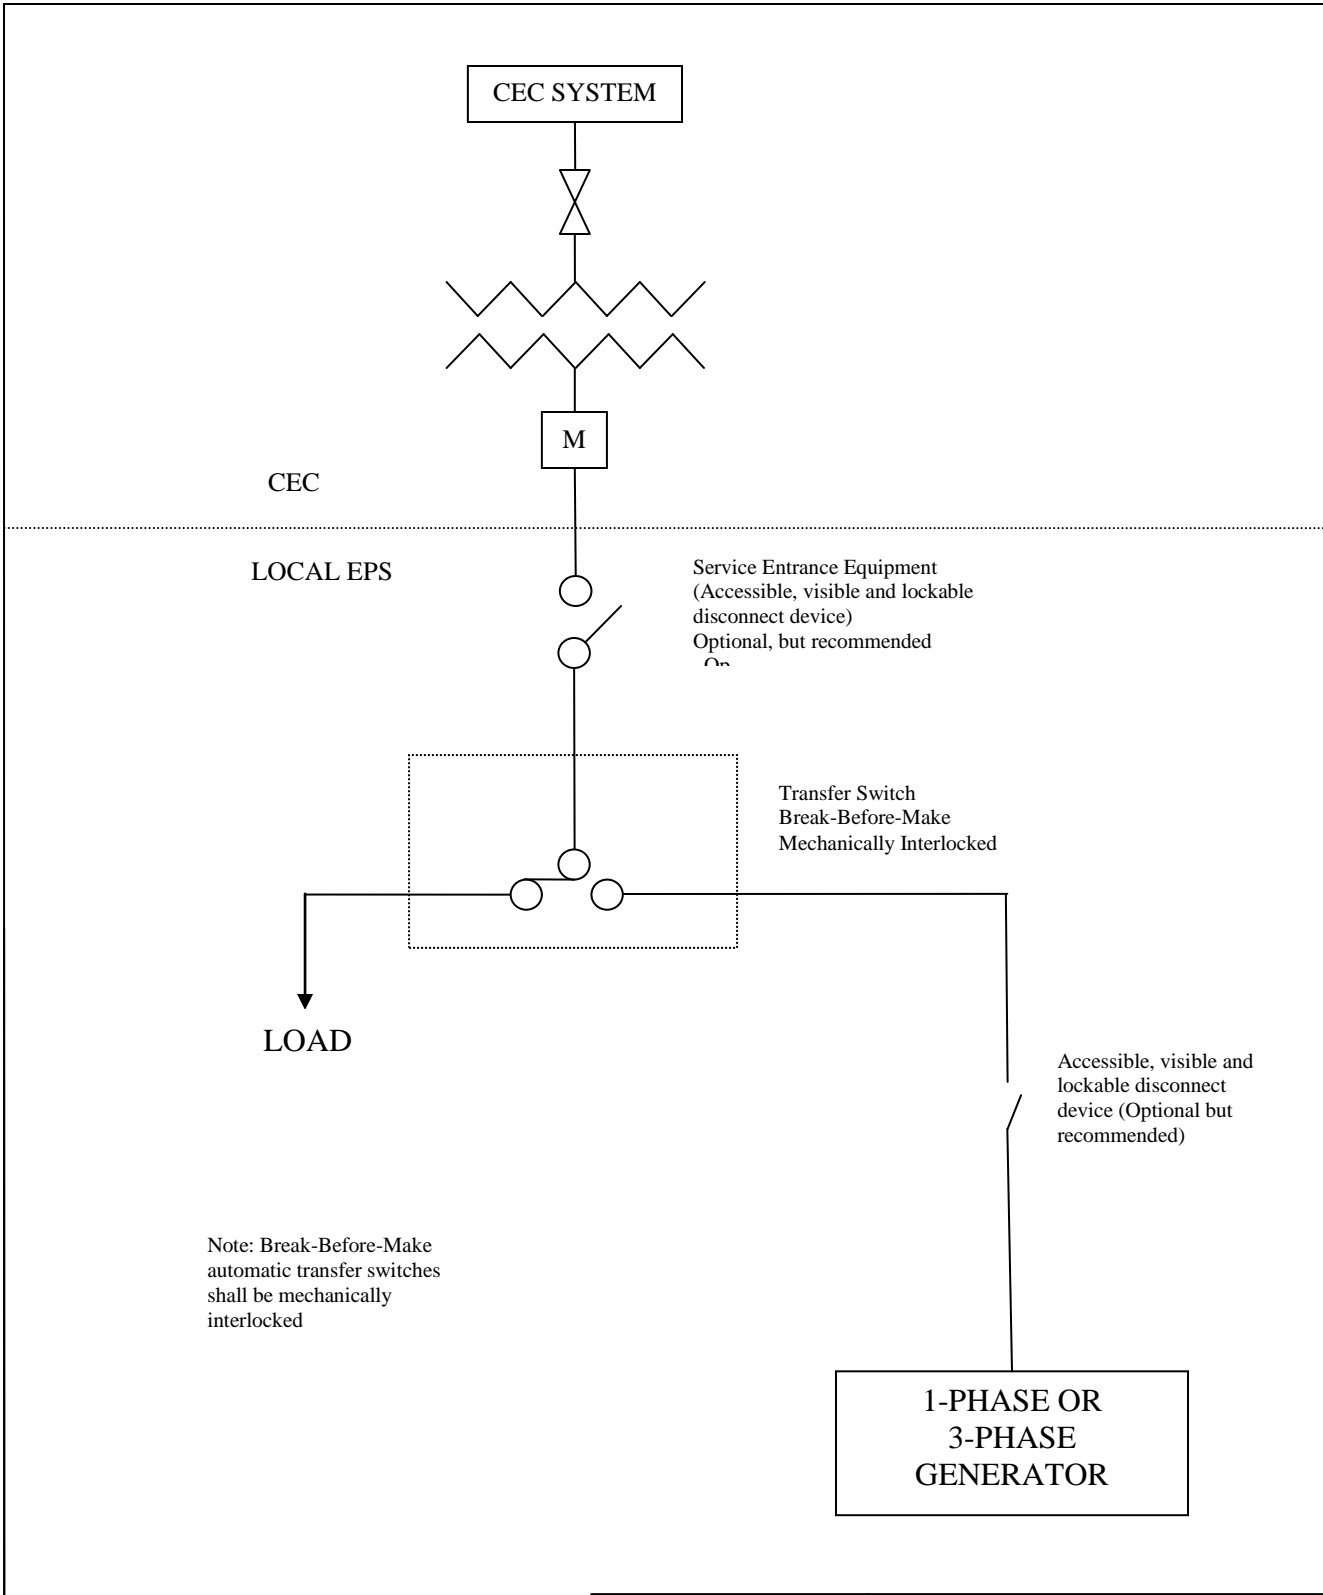 CEC SYSTEM
M
CEC
LOCAL EPS
Service Entrance Equipment
(Accessible, visible and lockable
disconnect device)
Optional, but recommended
Transfer Switch
Break-Before-Make
Mechanically Interlocked
LOAD
Accessible, visible and
lockable disconnect
device (Optional but
recommended)
Note: Break-Before-Make
automatic transfer switches
shall be mechanically
interlocked
1-PHASE OR
3-PHASE
GENERATOR